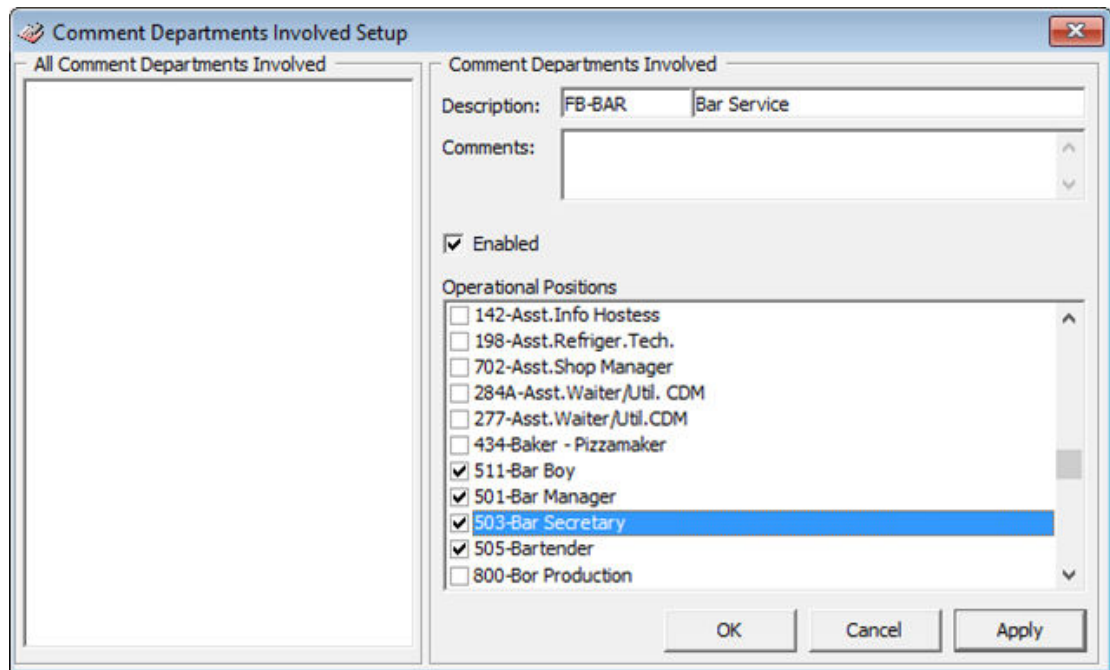 Comment Departments Involved Setup
All Comment Departments Involved
Comment Departments Involved
Description: FB-BAR Bar Service
Comments:
Enabled
Operational Positions
142-Asst.Info Hostess
198-Asst.Refriger.Tech.
702-Asst.Shop Manager
284A-Asst.Waiter/Util. CDM
277-Asst.Waiter/Util.CDM
434-Baker - Pizzamaker
511-Bar Boy
501-Bar Manager
503-Bar Secretary
505-Bartender
800-Bor Production
OK Cancel Apply